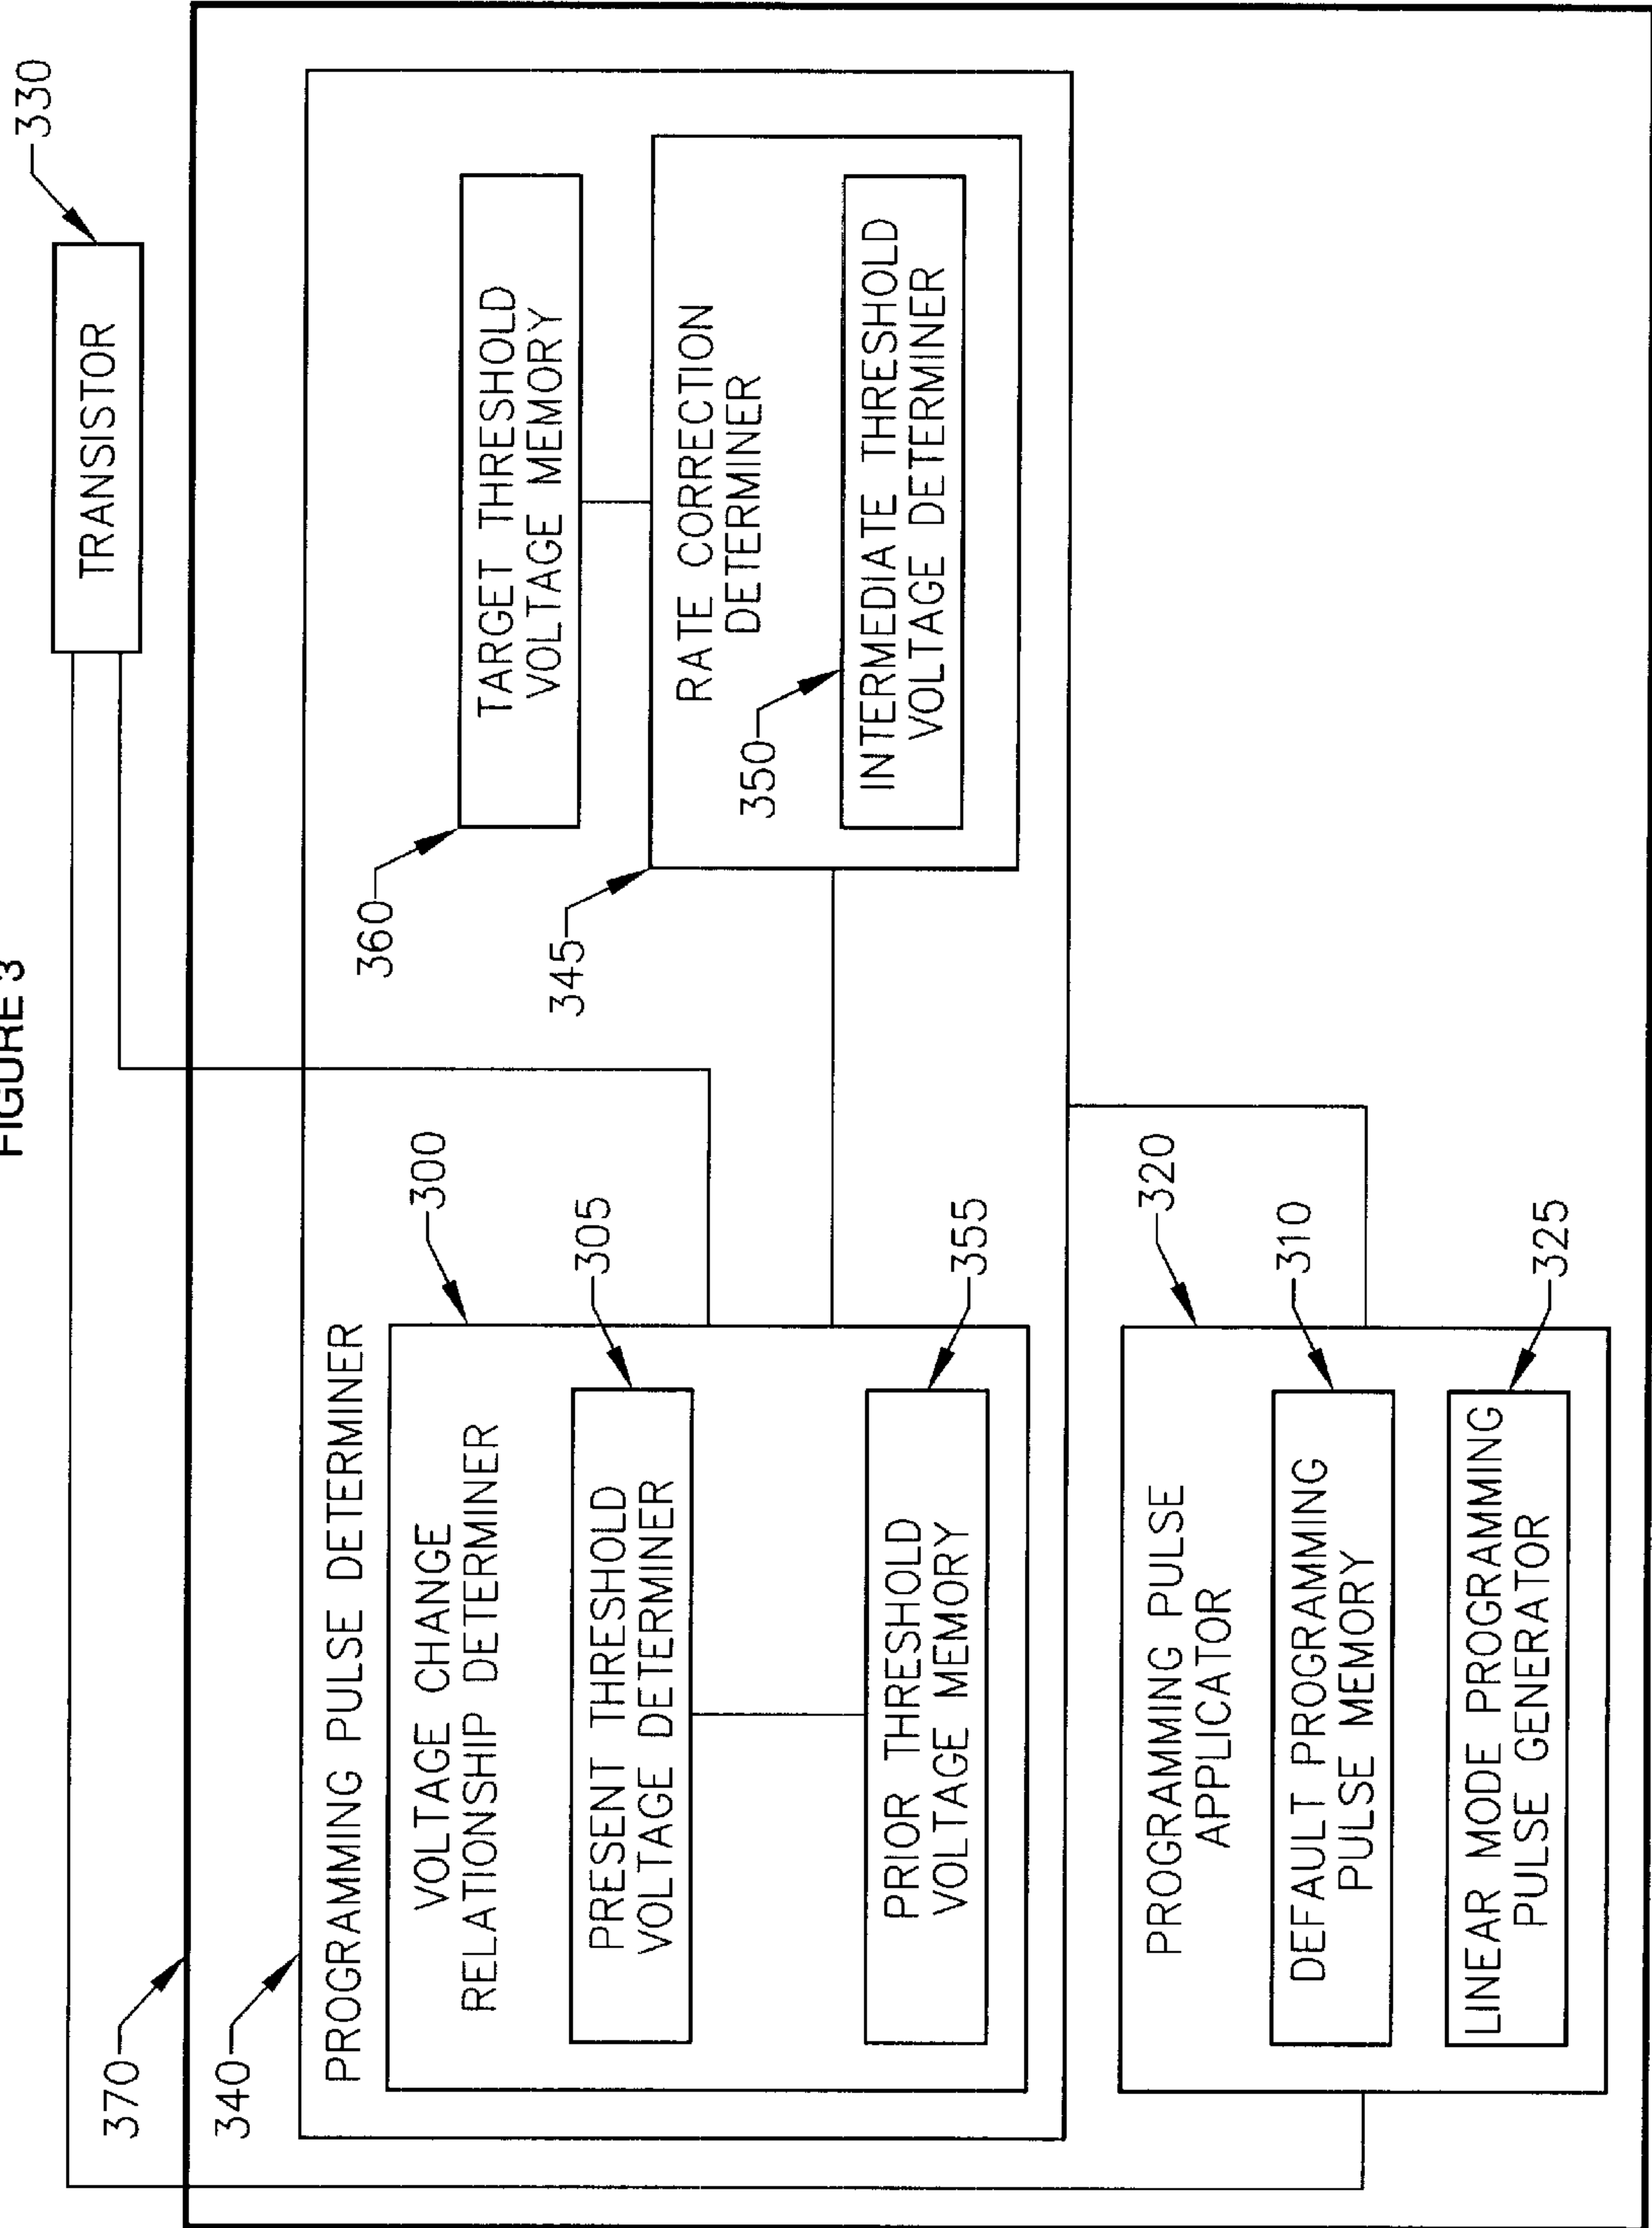 FIGURE 3
330
TRANSISTOR
370
340
PROGRAMMING PULSE DETERMINER
300
VOLTAGE CHANGE
RELATIONSHIP DETERMINER
305
PRESENT THRESHOLD
VOLTAGE DETERMINER
355
PRIOR THRESHOLD
VOLTAGE MEMORY
360
TARGET THRESHOLD
VOLTAGE MEMORY
345
RATE CORRECTION
DETERMINER
350
INTERMEDIATE THRESHOLD
VOLTAGE DETERMINER
320
PROGRAMMING PULSE
APPLICATOR
310
DEFAULT PROGRAMMING
PULSE MEMORY
325
LINEAR MODE PROGRAMMING
PULSE GENERATOR